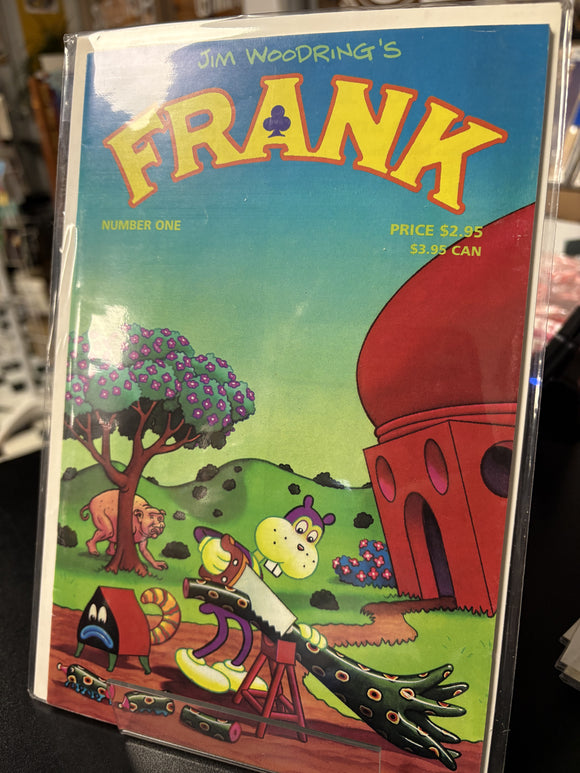 JIM WOODRING'S
FRANK
NUMBER ONE
PRICE $2.95
$3.95 CAN